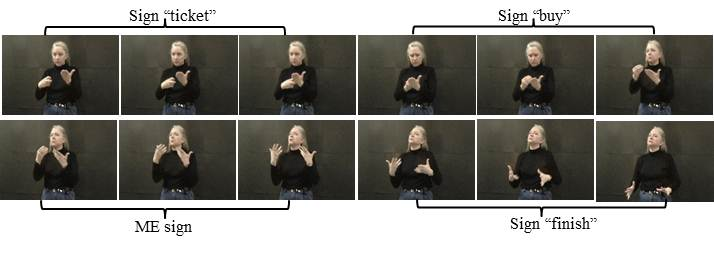 Sign “ticket”
Sign “buy”
ME sign
Sign “finish”